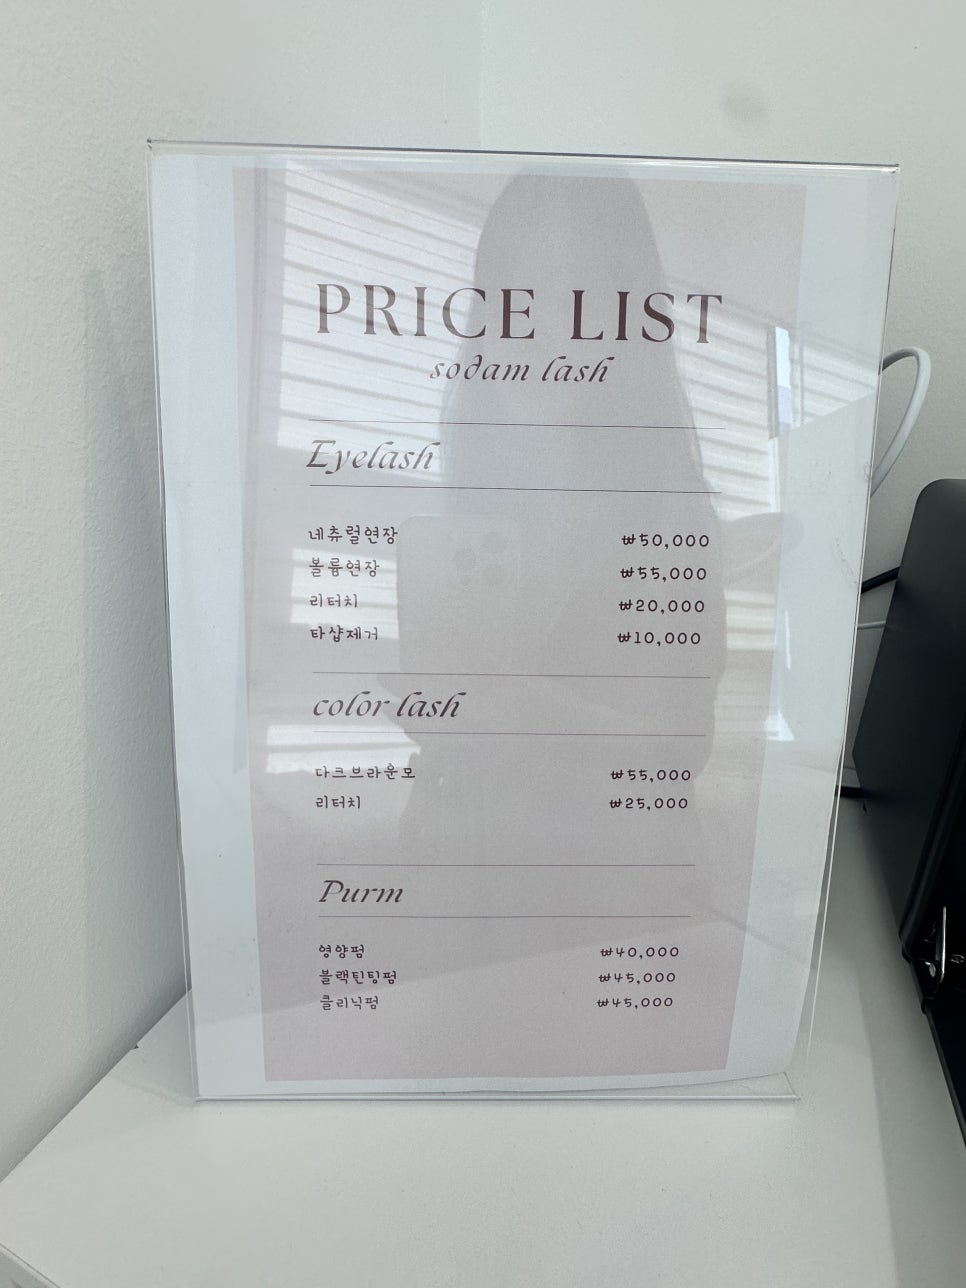 PRICE LIST
sodam lash
Eyelash
네츄럴연장 ₩50,000
볼륨연장 ₩55,000
리터치 ₩20,000
타샵제거 ₩10,000
color lash
다크브라운모 ₩55,000
리터치 ₩25,000
Purm
영양펌 ₩40,000
블랙틴팅펌 ₩45,000
클리닉펌 ₩45,000